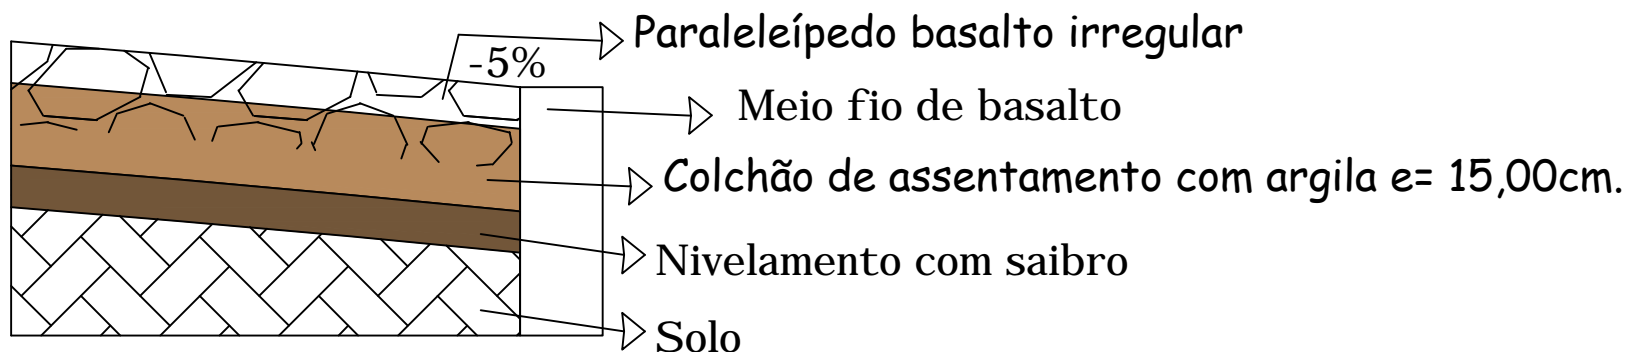 Paraleleípedo basalto irregular
-5%
Meio fio de basalto
Colchão de assentamento com argila e= 15,00cm.
Nivelamento com saibro
Solo